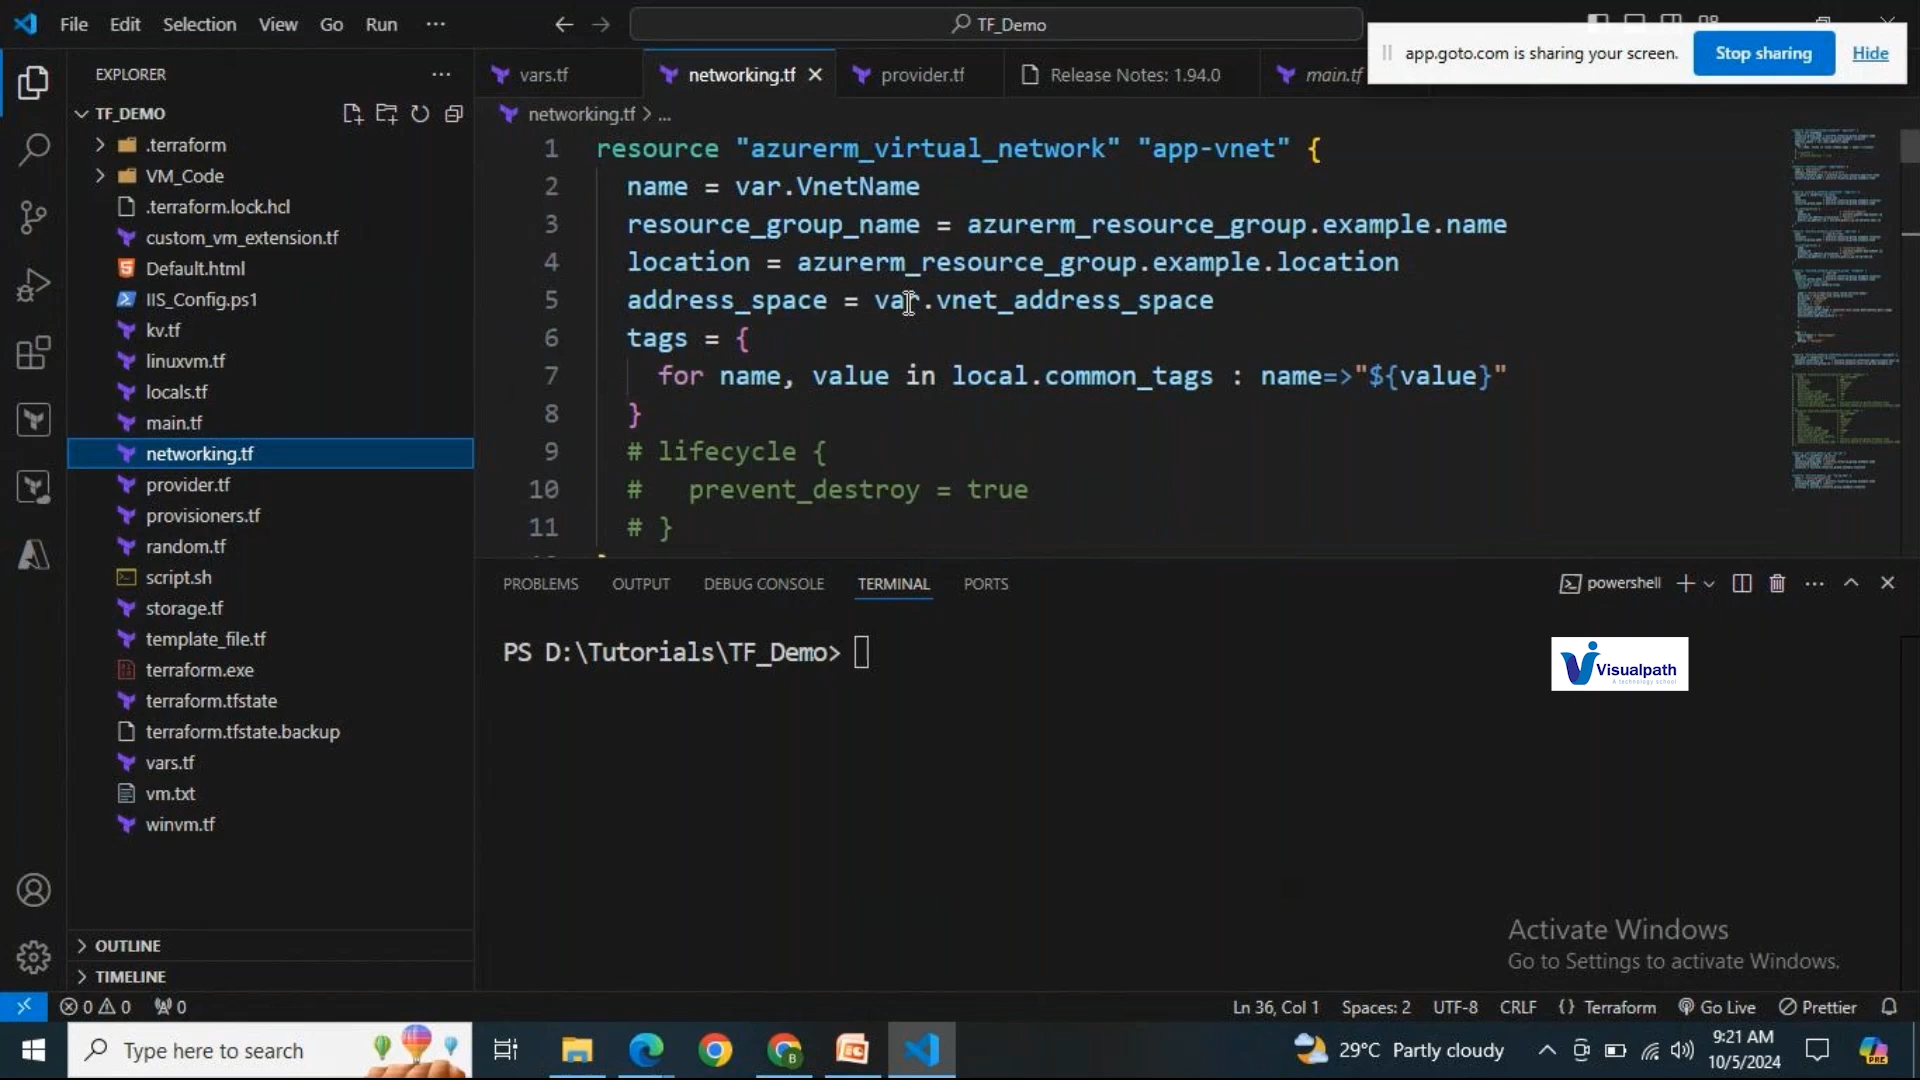 File Edit Selection View Go Run ... TF_Demo
app.goto.com is sharing your screen. Stop sharing Hide
EXPLORER ...
TF_DEMO
.terraform
VM_Code
.terraform.lock.hcl
custom_vm_extension.tf
Default.html
IIS_Config.ps1
kv.tf
linuxvm.tf
locals.tf
main.tf
networking.tf
provider.tf
provisioners.tf
random.tf
script.sh
storage.tf
template_file.tf
terraform.exe
terraform.tfstate
terraform.tfstate.backup
vars.tf
vm.txt
winvm.tf
OUTLINE
TIMELINE
vars.tf networking.tf provider.tf Release Notes: 1.94.0 main.tf
networking.tf > ...
1 resource "azurerm_virtual_network" "app-vnet" {
2 name = var.VnetName
3 resource_group_name = azurerm_resource_group.example.name
4 location = azurerm_resource_group.example.location
5 address_space = var.vnet_address_space
6 tags = {
7 for name, value in local.common_tags : name=>"${value}"
8 }
9 # lifecycle {
10 # prevent_destroy = true
11 # }
PROBLEMS OUTPUT DEBUG CONSOLE TERMINAL PORTS powershell
PS D:\Tutorials\TF_Demo>
Visualpath
A technology school
Activate Windows
Go to Settings to activate Windows.
0 0 0 Ln 36, Col 1 Spaces: 2 UTF-8 CRLF {} Terraform Go Live Prettier
Type here to search 29°C Partly cloudy 9:21 AM
10/5/2024